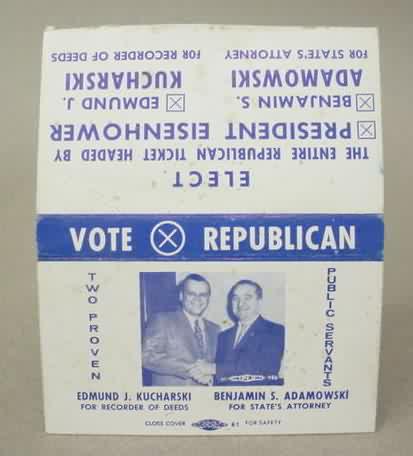 ELECT
THE ENTIRE REPUBLICAN TICKET HEADED BY
PRESIDENT EISENHOWER
BENJAMIN S.
ADAMOWSKI
FOR STATE'S ATTORNEY
EDMUND J.
KUCHARSKI
FOR RECORDER OF DEEDS
VOTE REPUBLICAN
TWO PROVEN
PUBLIC SERVANTS
EDMUND J. KUCHARSKI
FOR RECORDER OF DEEDS
BENJAMIN S. ADAMOWSKI
FOR STATE'S ATTORNEY
CLOSE COVER 61 FOR SAFETY